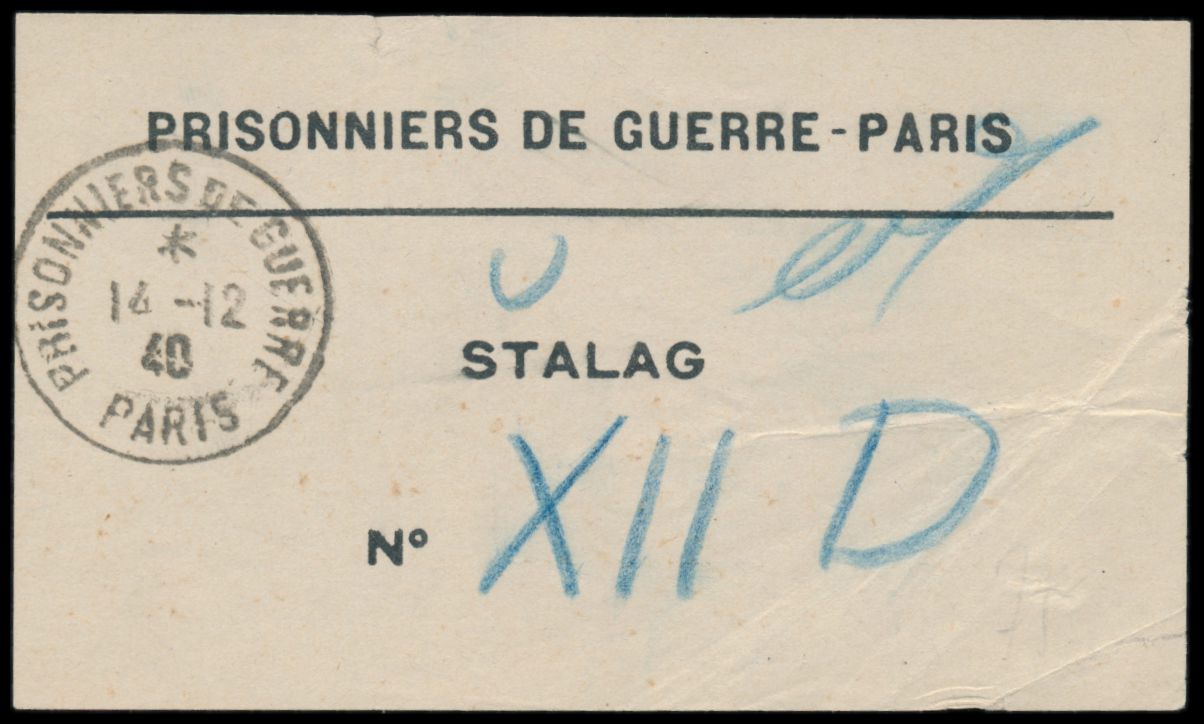 PRISONNIERS DE GUERRE - PARIS
PRISONNIERS DE GUERRE
*
14 -12
40
PARIS
STALAG
N° XII D